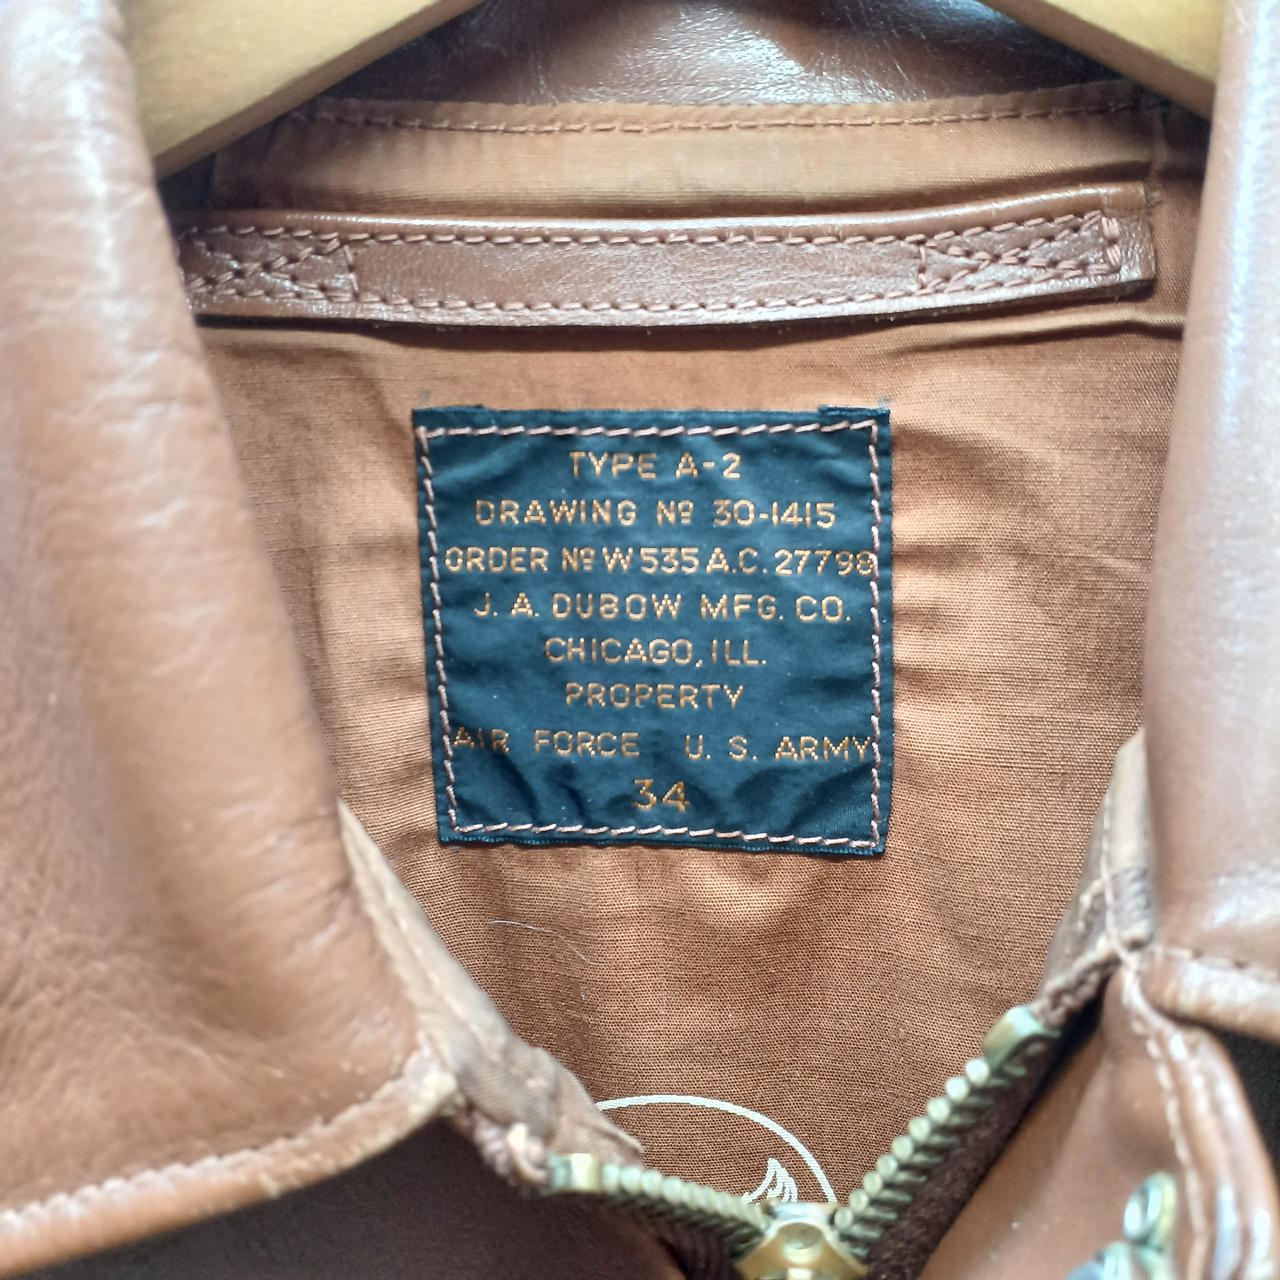 TYPE A-2
DRAWING Nº 30-1415
ORDER Nº W535A.C.27798
J. A. DUBOW MFG. CO.
CHICAGO, ILL.
PROPERTY
AIR FORCE U. S. ARMY
34